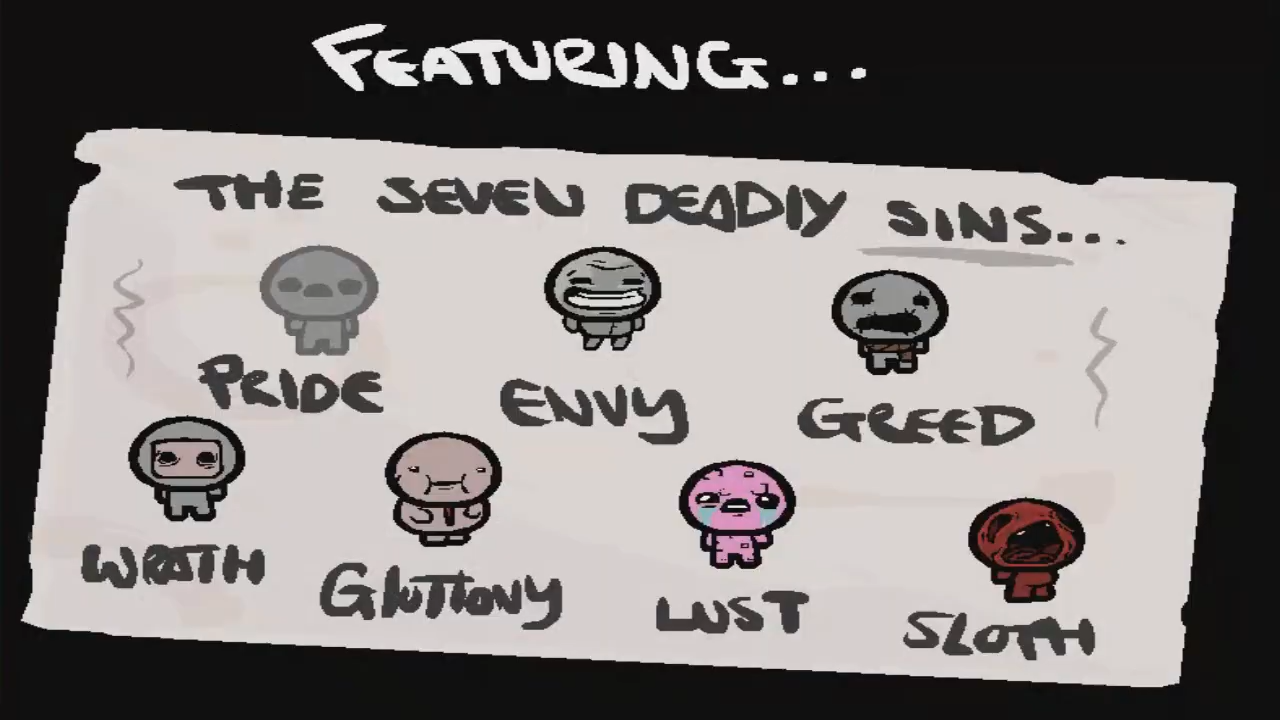 FEATURING...
THE SEVEN DEADLY SINS...
PRIDE ENVY GREED
WRATH GLUTTONY LUST SLOTH